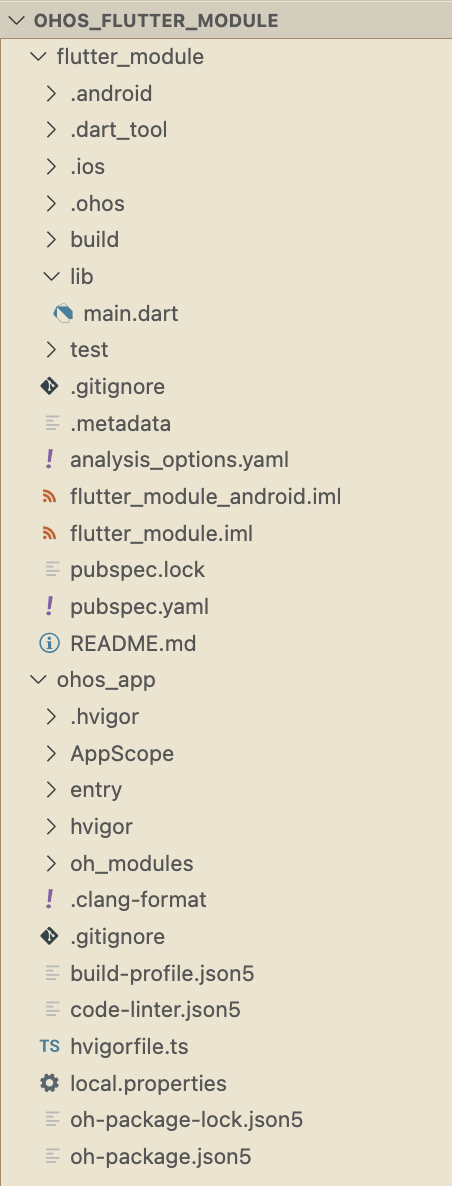 OHOS_FLUTTER_MODULE
flutter_module
.android
.dart_tool
.ios
.ohos
build
lib
main.dart
test
.gitignore
.metadata
! analysis_options.yaml
flutter_module_android.iml
flutter_module.iml
pubspec.lock
! pubspec.yaml
README.md
ohos_app
.hvigor
AppScope
entry
hvigor
oh_modules
! .clang-format
.gitignore
build-profile.json5
code-linter.json5
TS hvigorfile.ts
local.properties
oh-package-lock.json5
oh-package.json5